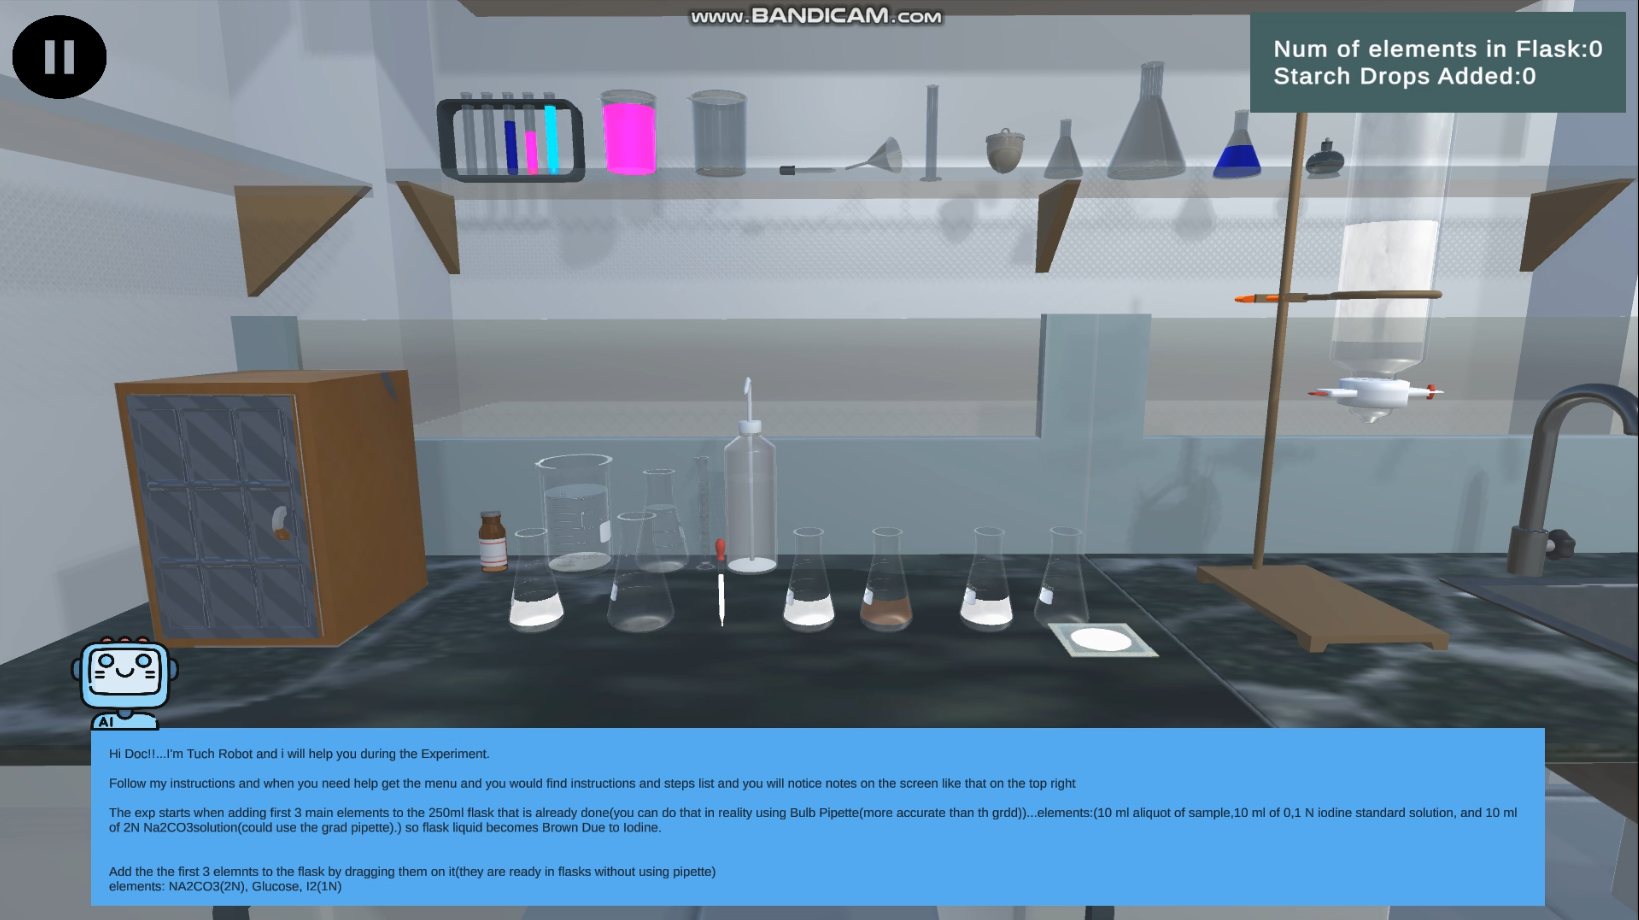 www.BANDICAM.com
Num of elements in Flask:0
Starch Drops Added:0
AI
Hi Doc!!...I'm Tuch Robot and i will help you during the Experiment.
Follow my instructions and when you need help get the menu and you would find instructions and steps list and you will notice notes on the screen like that on the top right
The exp starts when adding first 3 main elements to the 250ml flask that is already done(you can do that in reality using Bulb Pipette(more accurate than th grdd))...elements:(10 ml aliquot of sample,10 ml of 0,1 N iodine standard solution, and 10 ml
of 2N Na2CO3solution(could use the grad pipette).) so flask liquid becomes Brown Due to Iodine.
Add the the first 3 elemnts to the flask by dragging them on it(they are ready in flasks without using pipette)
elements: NA2CO3(2N), Glucose, I2(1N)